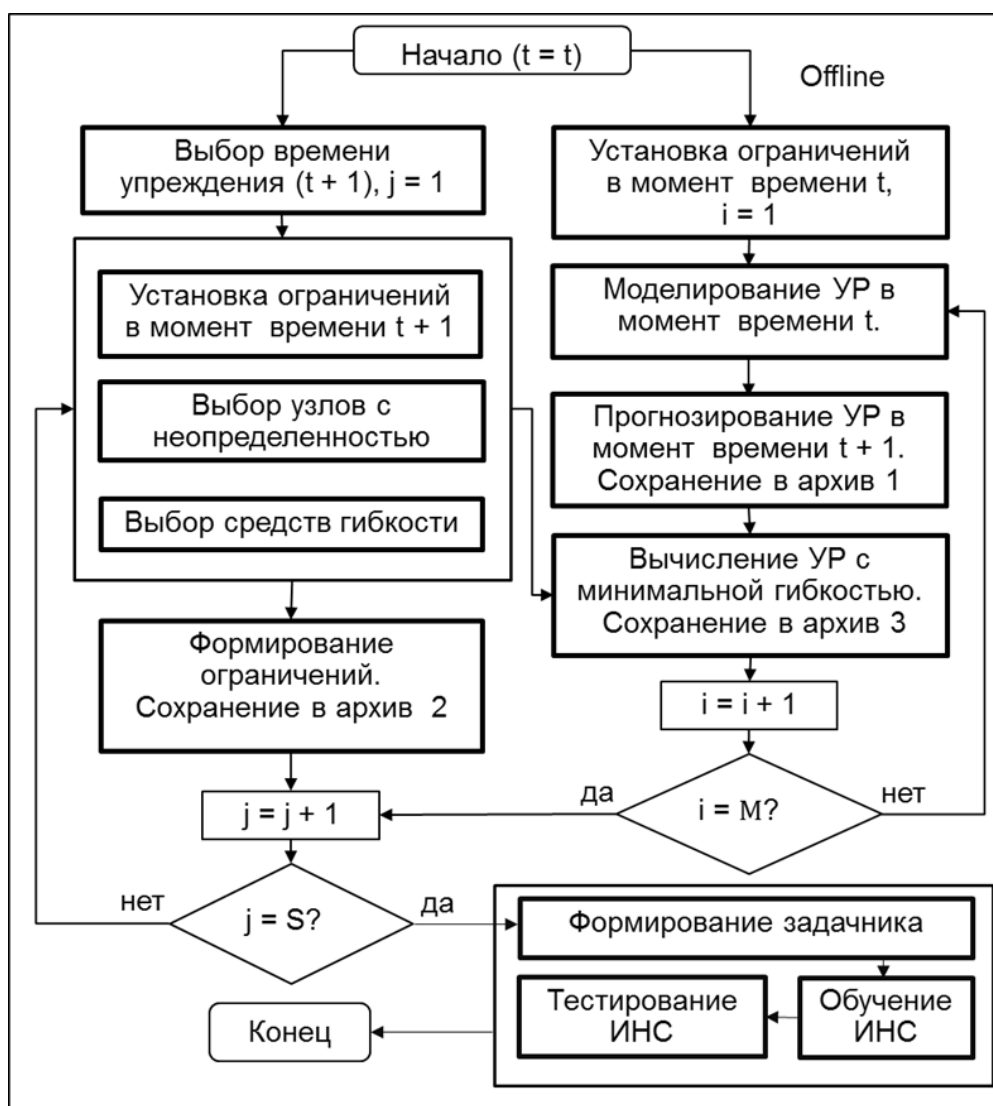 Начало (t = t)
Offline
Выбор времени
упреждения (t + 1), j = 1
Установка ограничений
в момент времени t + 1
Выбор узлов с
неопределенностью
Выбор средств гибкости
Формирование
ограничений.
Сохранение в архив 2
j = j + 1
нет
j = S?
да
Установка ограничений
в момент времени t,
i = 1
Моделирование УР в
момент времени t.
Прогнозирование УР в
момент времени t + 1.
Сохранение в архив 1
Вычисление УР с
минимальной гибкостью.
Сохранение в архив 3
i = i + 1
да
i = M?
нет
Формирование задачника
Обучение
ИНС
Тестирование
ИНС
Конец